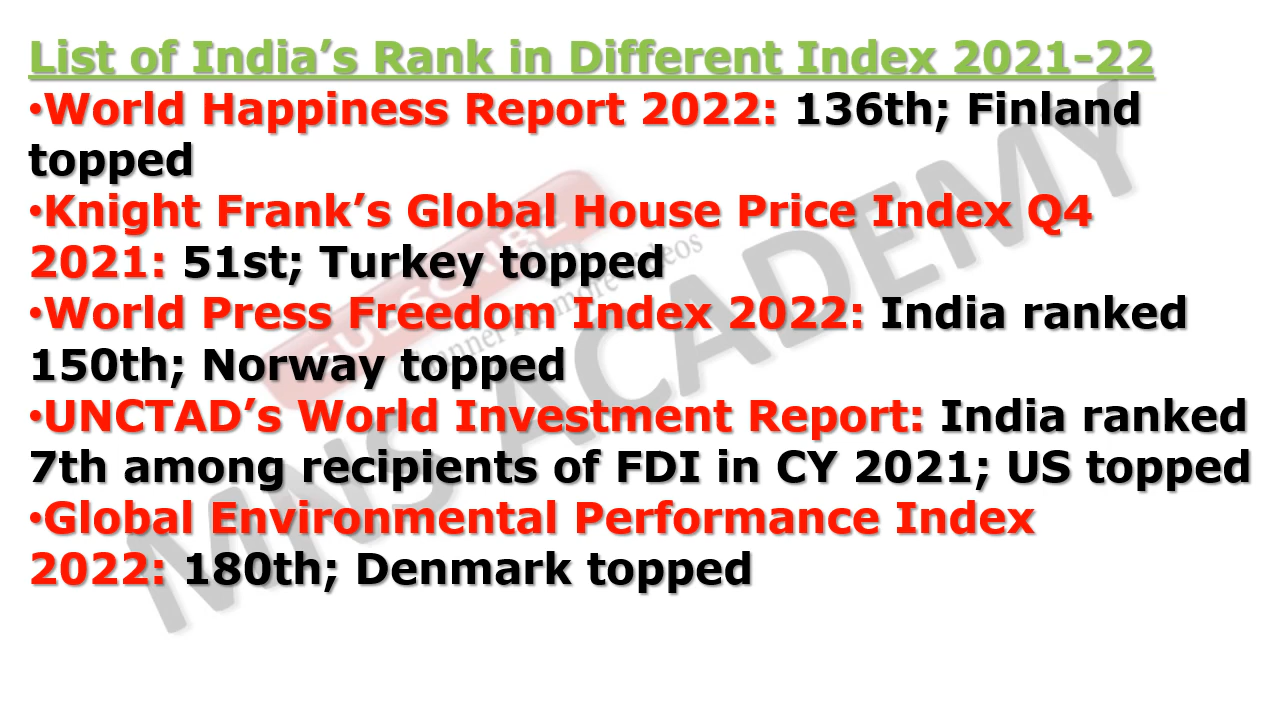 List of India’s Rank in Different Index 2021-22
•World Happiness Report 2022: 136th; Finland
topped
•Knight Frank’s Global House Price Index Q4
2021: 51st; Turkey topped
•World Press Freedom Index 2022: India ranked
150th; Norway topped
•UNCTAD’s World Investment Report: India ranked
7th among recipients of FDI in CY 2021; US topped
•Global Environmental Performance Index
2022: 180th; Denmark topped
MNS ACADEMY
SUBSCRIBE
more videos